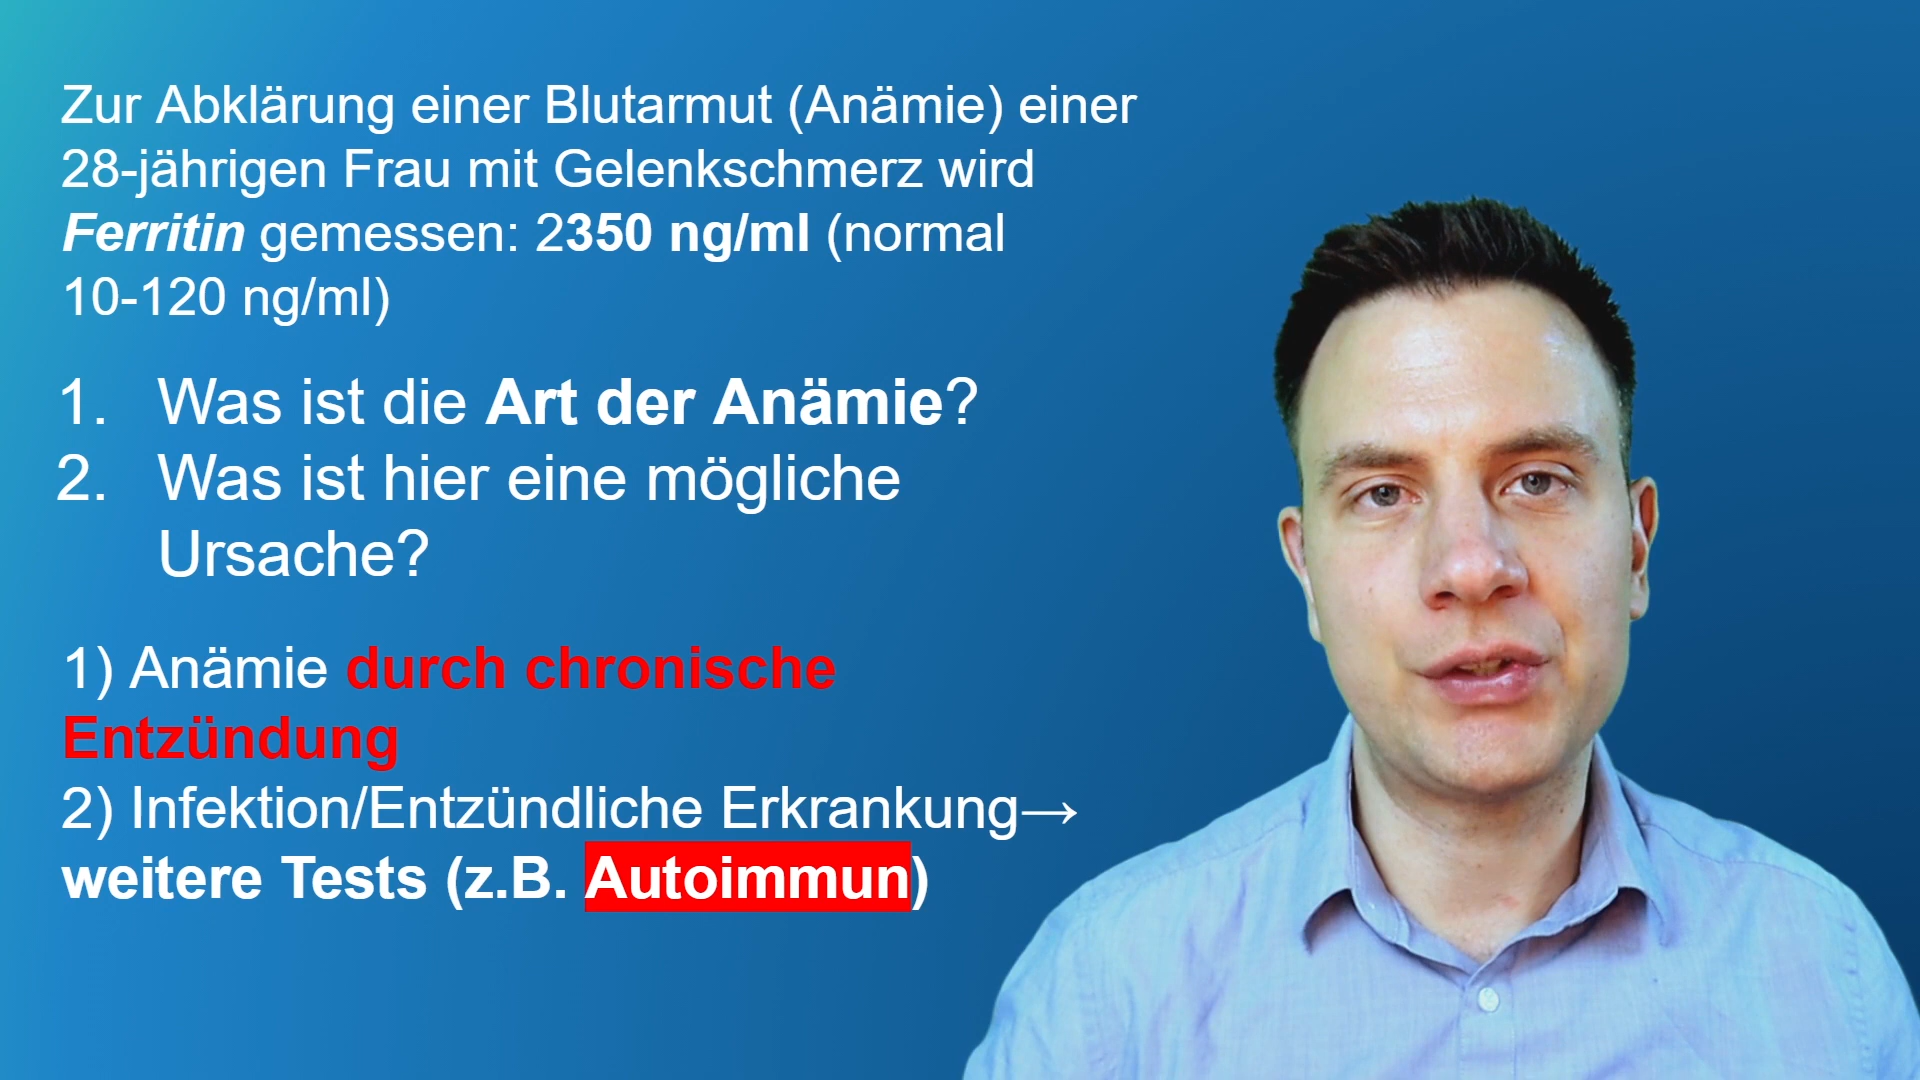 Zur Abklärung einer Blutarmut (Anämie) einer
28-jährigen Frau mit Gelenkschmerz wird
Ferritin gemessen: 2350 ng/ml (normal
10-120 ng/ml)
1. Was ist die Art der Anämie?
2. Was ist hier eine mögliche
Ursache?
1) Anämie durch chronische
Entzündung
2) Infektion/Entzündliche Erkrankung→
weitere Tests (z.B. Autoimmun)